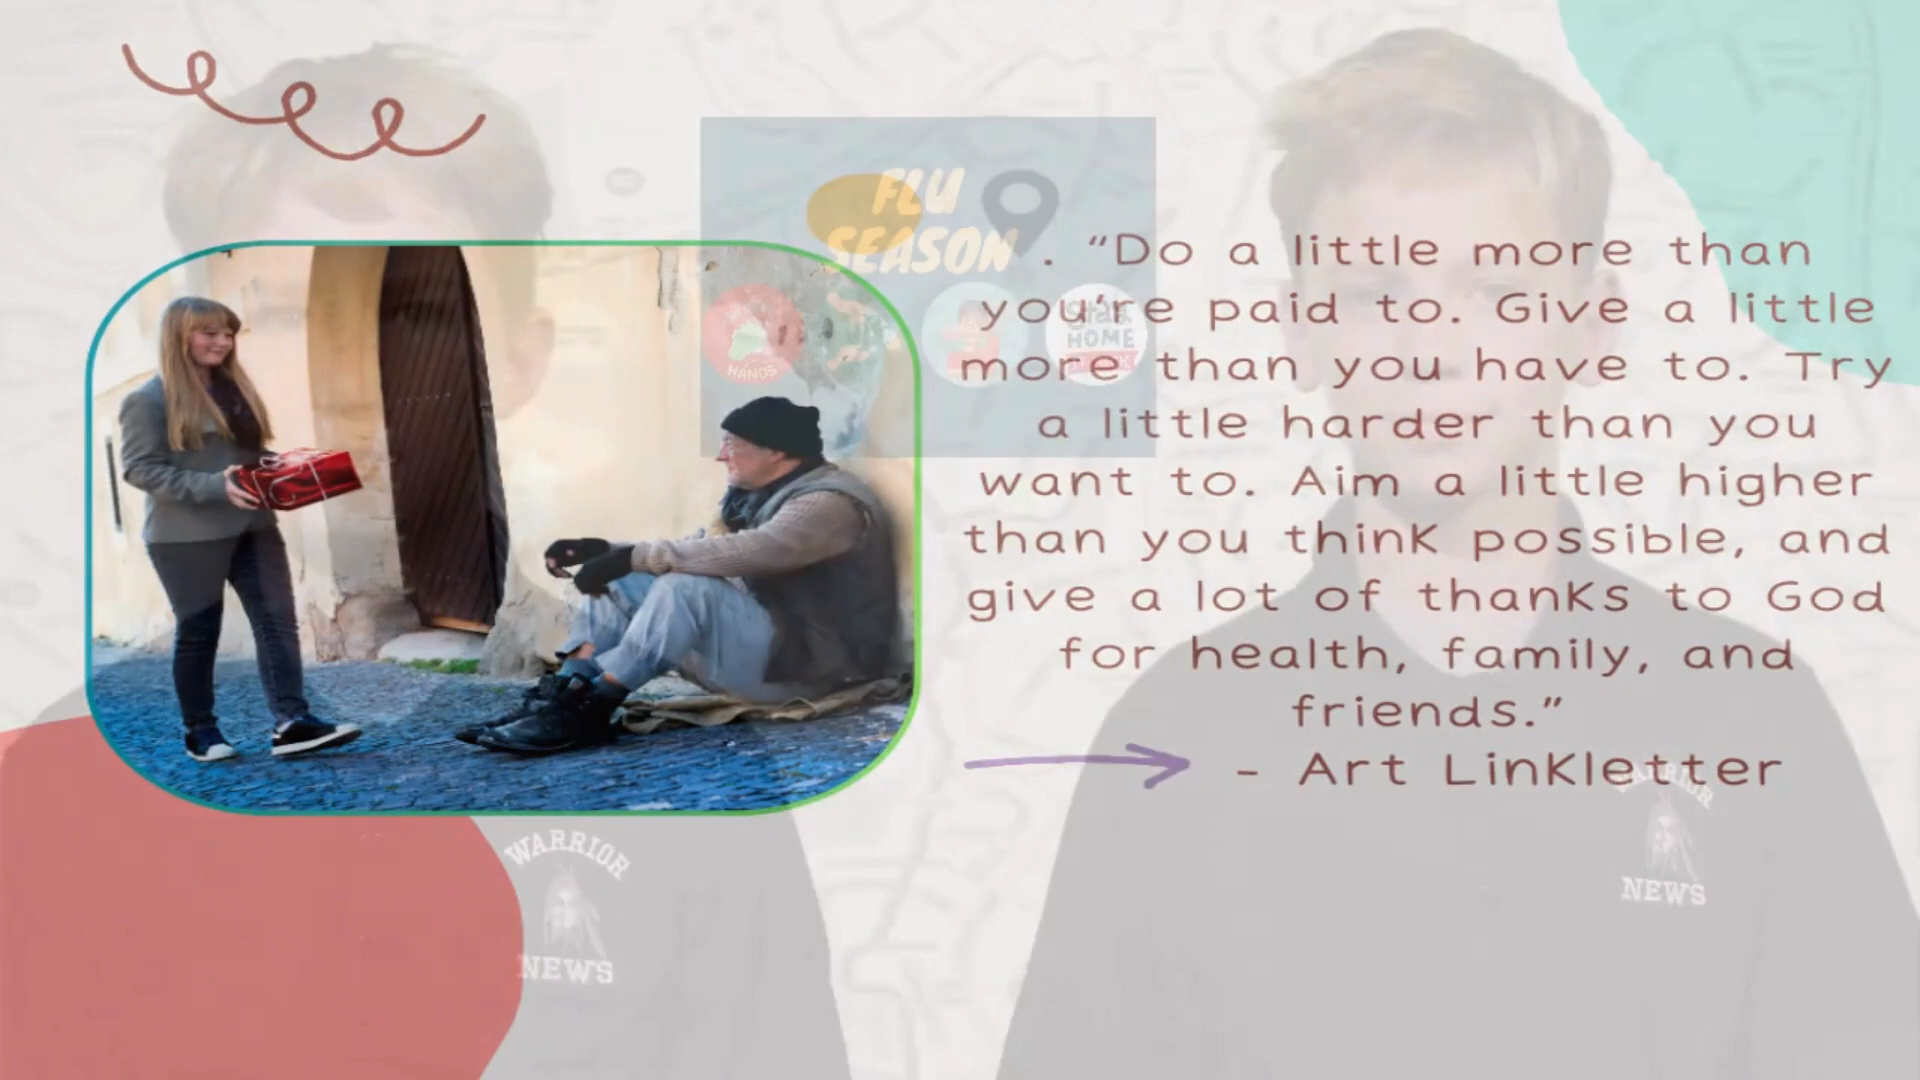 FLU
SEASON
HANDS
HOME
. “Do a little more than
you're paid to. Give a little
more than you have to. Try
a little harder than you
want to. Aim a little higher
than you think possible, and
give a lot of thanks to God
for health, family, and
friends.”
- Art Linkletter
WARRIOR
NEWS
WARRIOR
NEWS